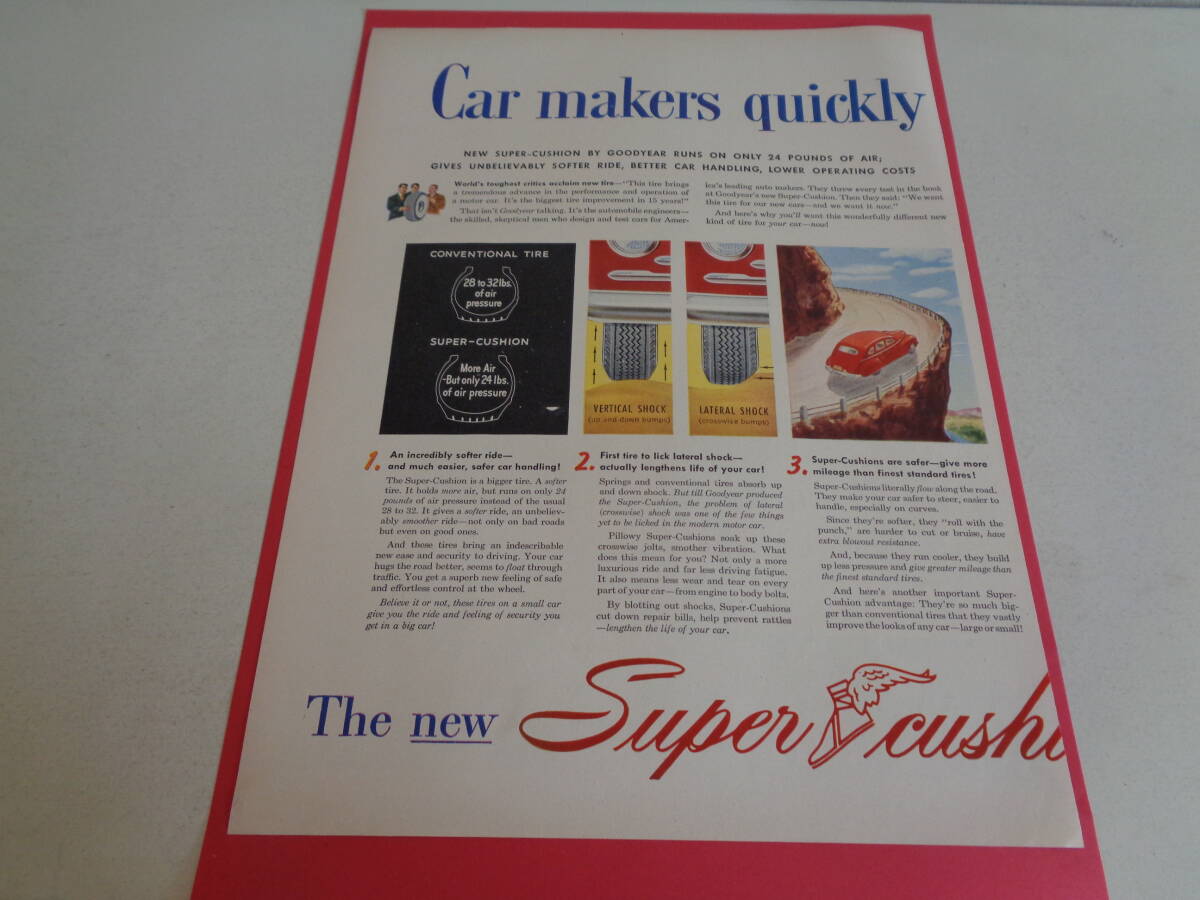 Car makers quickly
NEW SUPER-CUSHION BY GOODYEAR RUNS ON ONLY 24 POUNDS OF AIR;
GIVES UNBELIEVABLY SOFTER RIDE, BETTER CAR HANDLING, LOWER OPERATING COSTS
World's toughest critics acclaim new tire—"This tire brings
a tremendous advance in the performance and operation of
a motor car. It's the biggest tire improvement in 15 years!"
That isn't Goodyear talking. It's the automobile engineers—
the skilled, skeptical men who design and test cars for Amer-
ica's leading auto makers. They threw every test in the book
at Goodyear's new Super-Cushion. Then they said: "We want
this tire for our new cars—and we want it now."
And here's why you'll want this wonderfully different new
kind of tire for your car—now!
CONVENTIONAL TIRE
28 to 32 lbs.
of air
pressure
SUPER-CUSHION
More Air
-But only 24 lbs.
of air pressure
VERTICAL SHOCK
(up and-down bumps)
LATERAL SHOCK
(crosswise bumps)
1. An incredibly softer ride—
and much easier, safer car handling!
The Super-Cushion is a bigger tire. A softer
tire. It holds more air, but runs on only 24
pounds of air pressure instead of the usual
28 to 32. It gives a softer ride, an unbeliev-
ably smoother ride—not only on bad roads
but even on good ones.
And these tires bring an indescribable
new ease and security to driving. Your car
hugs the road better, seems to float through
traffic. You get a superb new feeling of safe
and effortless control at the wheel.
Believe it or not, these tires on a small car
give you the ride and feeling of security you
get in a big car!
2. First tire to lick lateral shock—
actually lengthens life of your car!
Springs and conventional tires absorb up
and down shock. But till Goodyear produced
the Super-Cushion, the problem of lateral
(crosswise) shock was one of the few things
yet to be licked in the modern motor car.
Pillowy Super-Cushions soak up these
crosswise jolts, smother vibration. What
does this mean for you? Not only a more
luxurious ride and far less driving fatigue.
It also means less wear and tear on every
part of your car—from engine to body bolts.
By blotting out shocks, Super-Cushions
cut down repair bills, help prevent rattles
—lengthen the life of your car.
3. Super-Cushions are safer—give more
mileage than finest standard tires!
Super-Cushions literally flow along the road.
They make your car safer to steer, easier to
handle, especially on curves.
Since they're softer, they "roll with the
punch," are harder to cut or bruise, have
extra blowout resistance.
And, because they run cooler, they build
up less pressure and give greater mileage than
the finest standard tires.
And here's another important Super-
Cushion advantage: They're so much big-
ger than conventional tires that they vastly
improve the looks of any car—large or small!
The new Super cushi